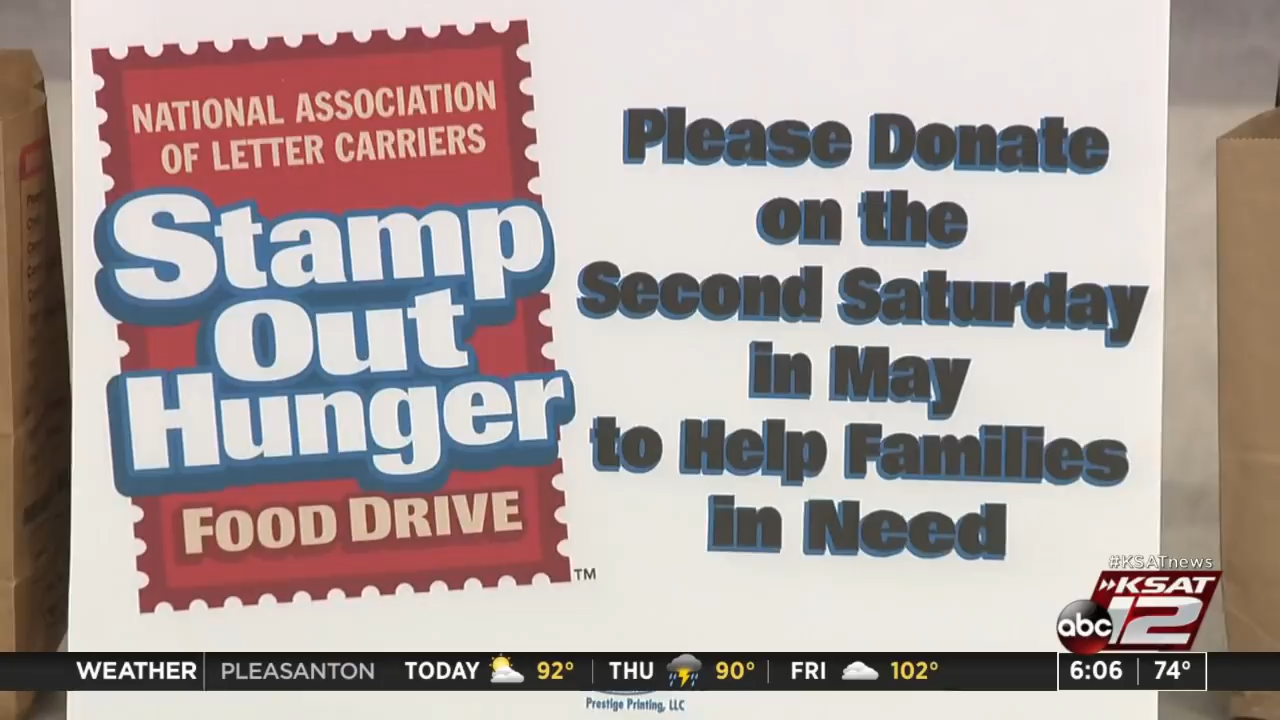 NATIONAL ASSOCIATION
OF LETTER CARRIERS
Stamp
Out
Hunger
FOOD DRIVE
™
Please Donate
on the
Second Saturday
in May
to Help Families
in Need
#KSATnews
KSAT
abc 12
WEATHER PLEASANTON TODAY 92° THU 90° FRI 102° 6:06 74°
Prestige Printing, LLC